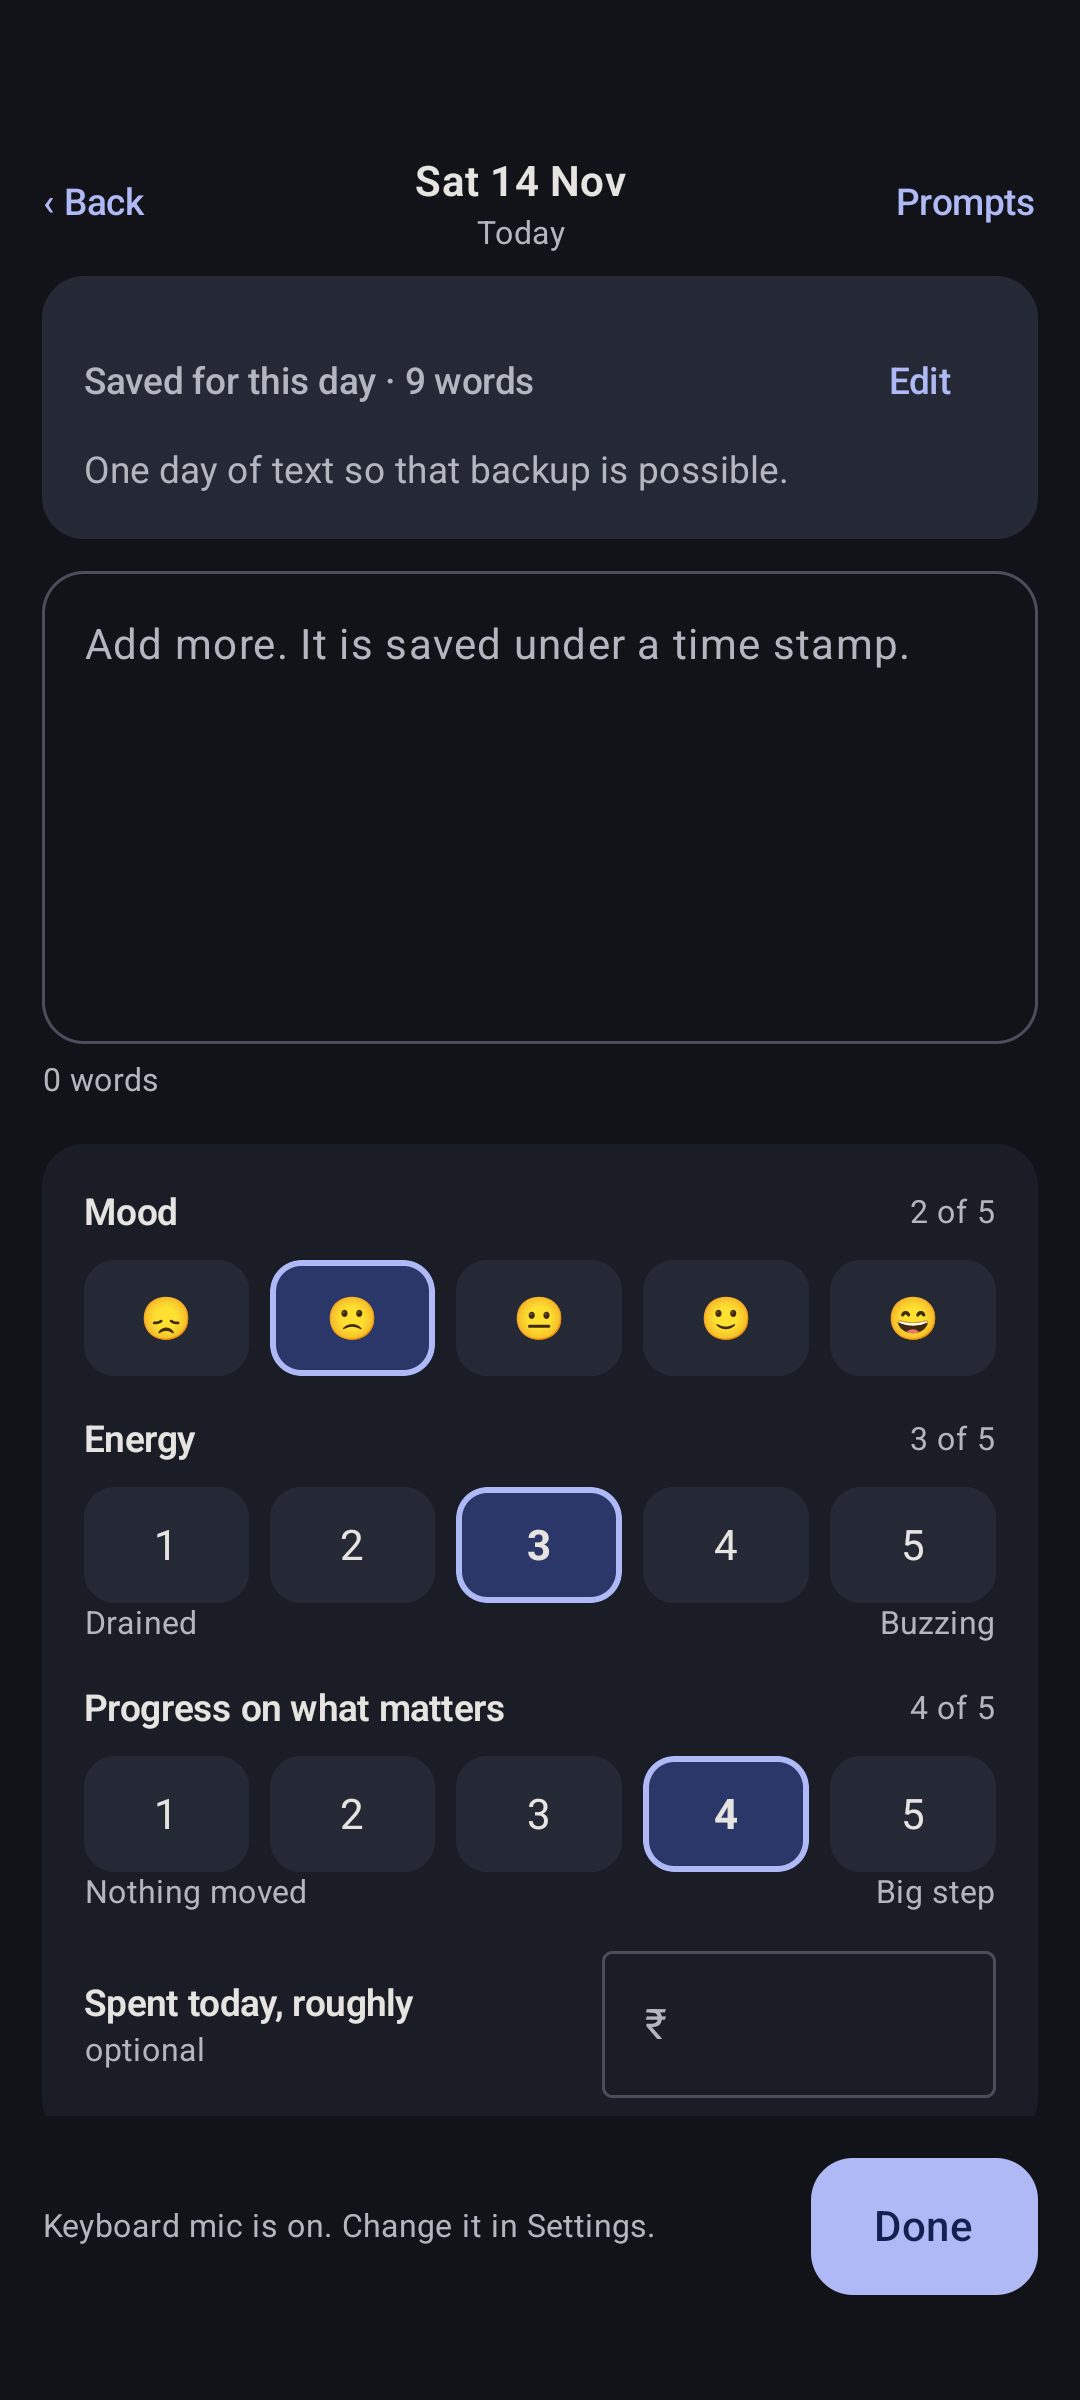 ‹ Back
Sat 14 Nov
Today
Prompts
Saved for this day · 9 words
Edit
One day of text so that backup is possible.
Add more. It is saved under a time stamp.
0 words
Mood
2 of 5
Energy
3 of 5
1 2 3 4 5
Drained
Buzzing
Progress on what matters
4 of 5
1 2 3 4 5
Nothing moved
Big step
Spent today, roughly
optional
₹
Keyboard mic is on. Change it in Settings.
Done